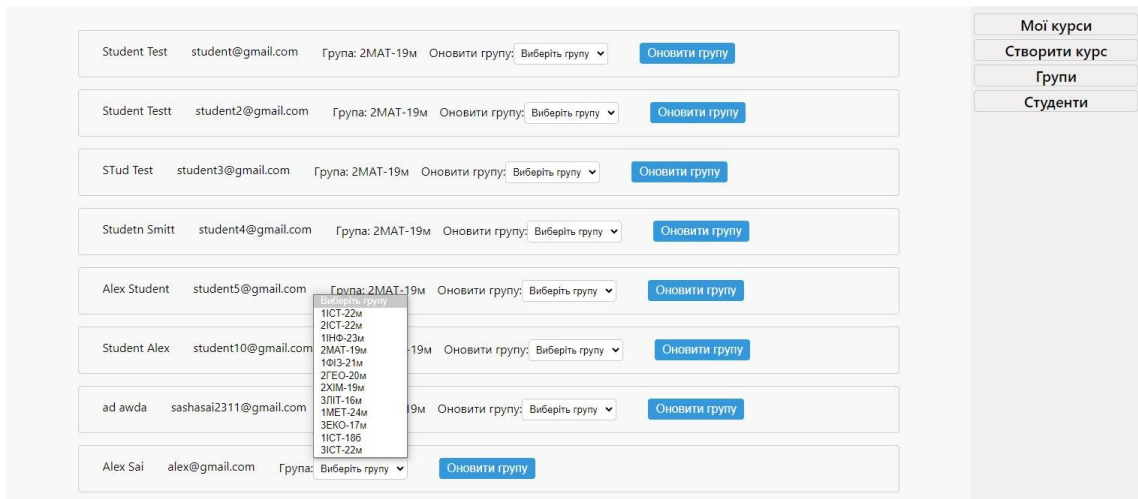 Student Test student@gmail.com Група: 2МАТ-19м Оновити групу: Виберіть групу Оновити групу
Student Testt student2@gmail.com Група: 2МАТ-19м Оновити групу: Виберіть групу Оновити групу
STud Test student3@gmail.com Група: 2МАТ-19м Оновити групу: Виберіть групу Оновити групу
Studetn Smitt student4@gmail.com Група: 2МАТ-19м Оновити групу: Виберіть групу Оновити групу
Alex Student student5@gmail.com Група: 2МАТ-19м Оновити групу: Виберіть групу Оновити групу
Student Alex student10@gmail.com -19м Оновити групу: Виберіть групу Оновити групу
ad awda sashasai2311@gmail.com 19м Оновити групу: Виберіть групу Оновити групу
Alex Sai alex@gmail.com Група: Виберіть групу Оновити групу
Виберіть групу
1ІСТ-22м
2ІСТ-22м
1ІНФ-23м
2МАТ-19м
1ФІЗ-21м
2ГЕО-20м
2ХІМ-19м
3ЛІТ-16м
1МЕТ-24м
3ЕКО-17м
1ІСТ-18б
3ІСТ-22м
Мої курси
Створити курс
Групи
Студенти